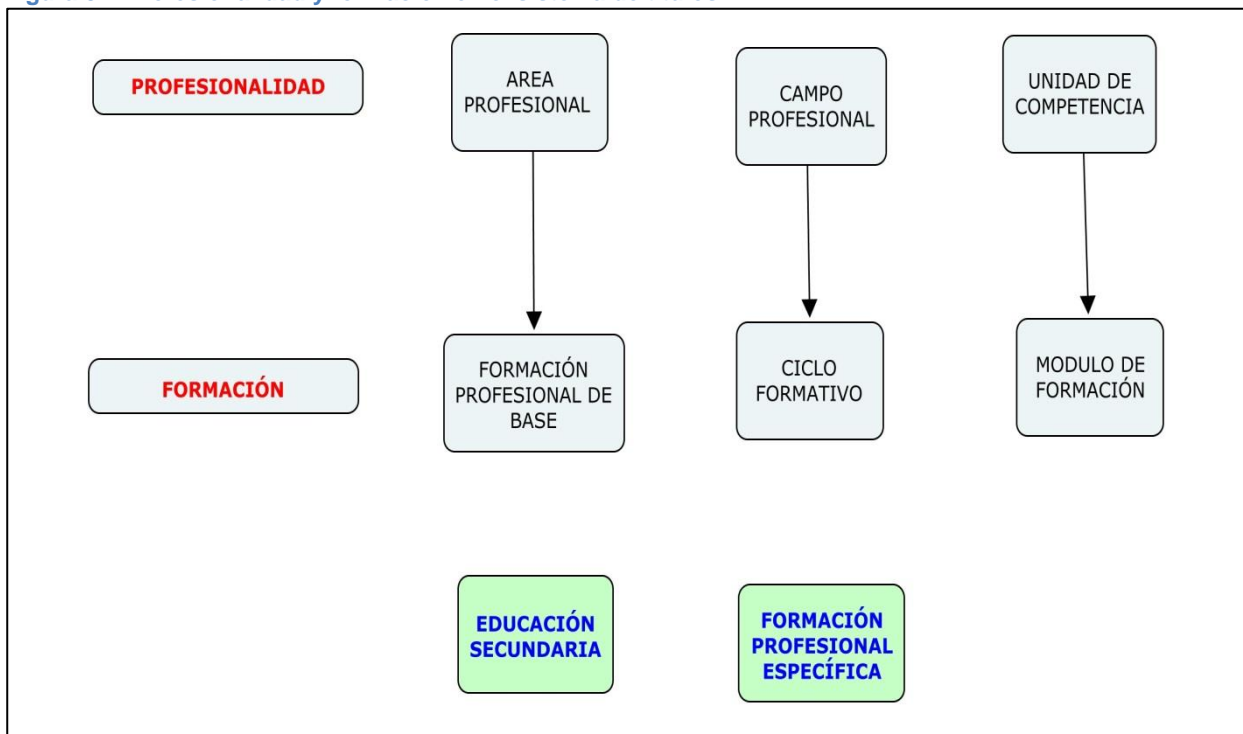 PROFESIONALIDAD
AREA
PROFESIONAL
CAMPO
PROFESIONAL
UNIDAD DE
COMPETENCIA
FORMACIÓN
FORMACIÓN
PROFESIONAL DE
BASE
CICLO
FORMATIVO
MODULO DE
FORMACIÓN
EDUCACIÓN
SECUNDARIA
FORMACIÓN
PROFESIONAL
ESPECÍFICA